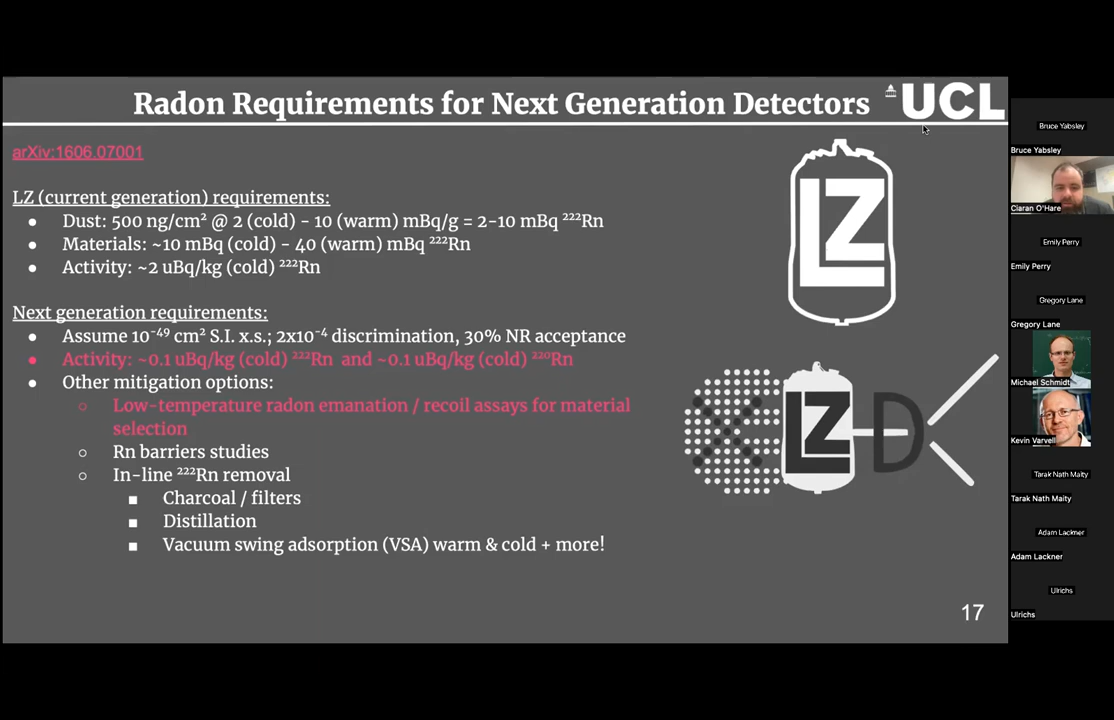 Radon Requirements for Next Generation Detectors
UCL
arXiv:1606.07001
LZ (current generation) requirements:
● Dust: 500 ng/cm² @ 2 (cold) - 10 (warm) mBq/g = 2-10 mBq ²²²Rn
● Materials: ~10 mBq (cold) - 40 (warm) mBq ²²²Rn
● Activity: ~2 uBq/kg (cold) ²²²Rn
Next generation requirements:
● Assume 10⁻⁴⁹ cm² S.I. x.s.; 2x10⁻⁴ discrimination, 30% NR acceptance
● Activity: ~0.1 uBq/kg (cold) ²²²Rn and ~0.1 uBq/kg (cold) ²²⁰Rn
● Other mitigation options:
○ Low-temperature radon emanation / recoil assays for material
selection
○ Rn barriers studies
○ In-line ²²²Rn removal
■ Charcoal / filters
■ Distillation
■ Vacuum swing adsorption (VSA) warm & cold + more!
LZ
X LZ D
17
Bruce Yabsley
Bruce Yabsley
Ciaran O'Hare
Emily Perry
Emily Perry
Gregory Lane
Gregory Lane
Michael Schmidt
Kevin Varvell
Tarak Nath Maity
Tarak Nath Maity
Adam Lackner
Adam Lackner
Ulrichs
Ulrichs